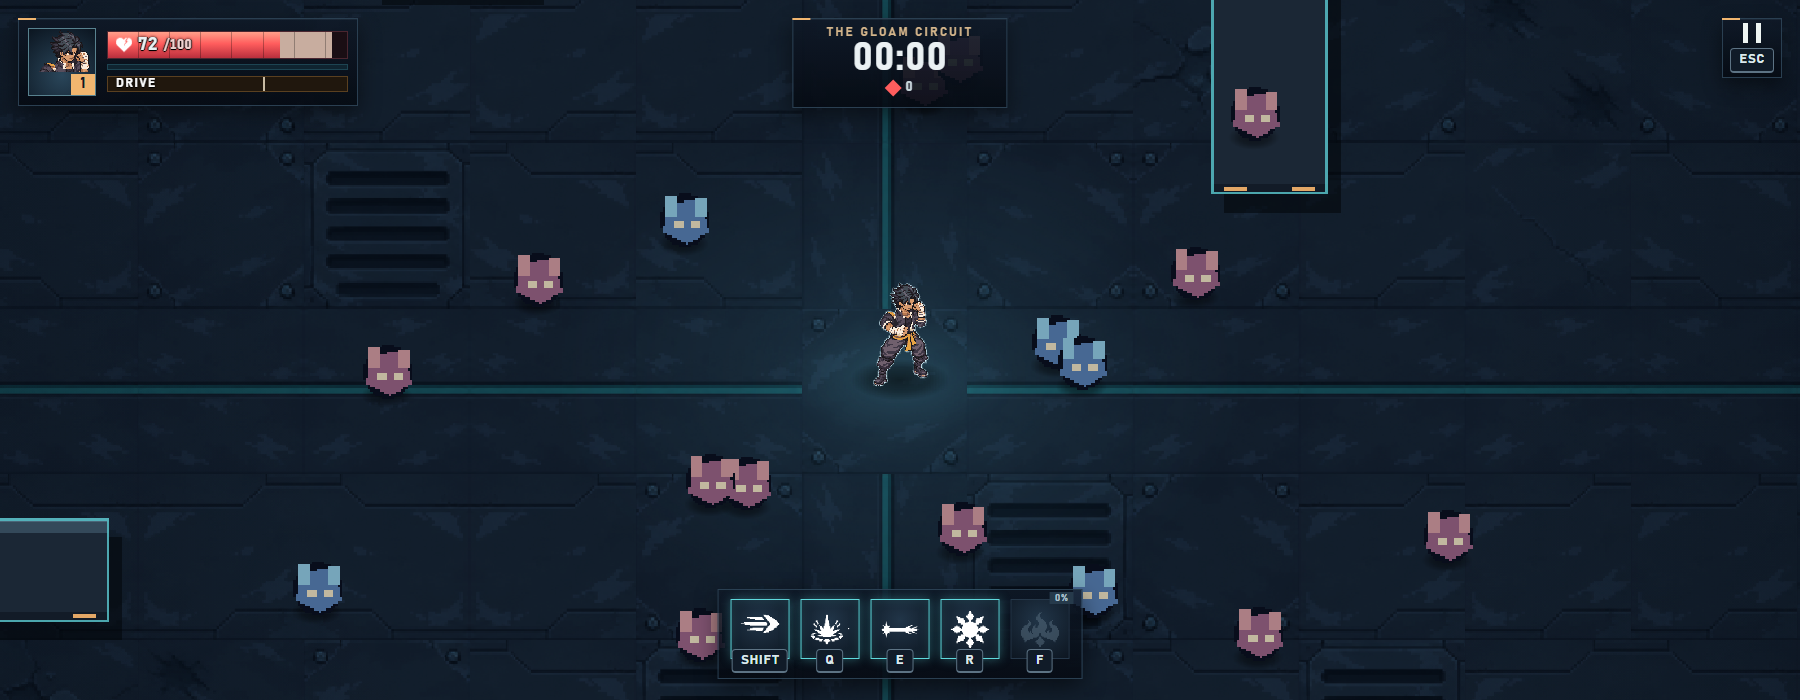 72 /100
1
DRIVE
THE GLOAM CIRCUIT
00:00
0
ESC
0%
SHIFT
Q
E
R
F